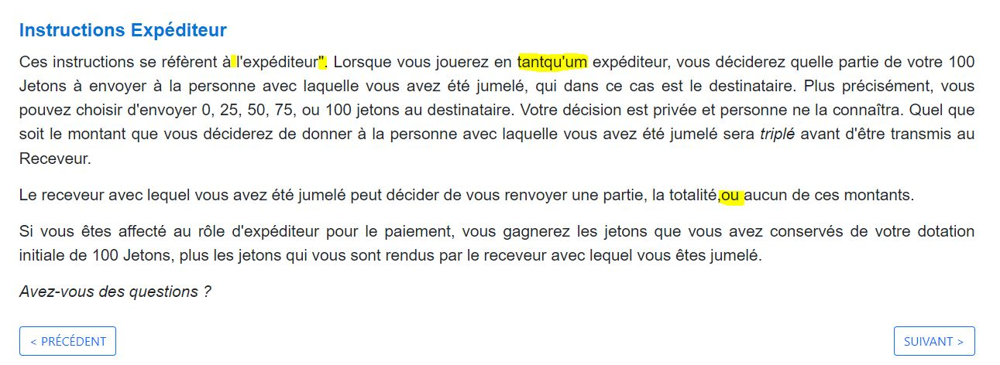 Instructions Expéditeur
Ces instructions se réfèrent à l'expéditeur". Lorsque vous jouerez en tantqu'um expéditeur, vous déciderez quelle partie de votre 100
Jetons à envoyer à la personne avec laquelle vous avez été jumelé, qui dans ce cas est le destinataire. Plus précisément, vous
pouvez choisir d'envoyer 0, 25, 50, 75, ou 100 jetons au destinataire. Votre décision est privée et personne ne la connaîtra. Quel que
soit le montant que vous déciderez de donner à la personne avec laquelle vous avez été jumelé sera triplé avant d'être transmis au
Receveur.
Le receveur avec lequel vous avez été jumelé peut décider de vous renvoyer une partie, la totalité,ou aucun de ces montants.
Si vous êtes affecté au rôle d'expéditeur pour le paiement, vous gagnerez les jetons que vous avez conservés de votre dotation
initiale de 100 Jetons, plus les jetons qui vous sont rendus par le receveur avec lequel vous êtes jumelé.
Avez-vous des questions ?
< PRÉCÉDENT
SUIVANT >